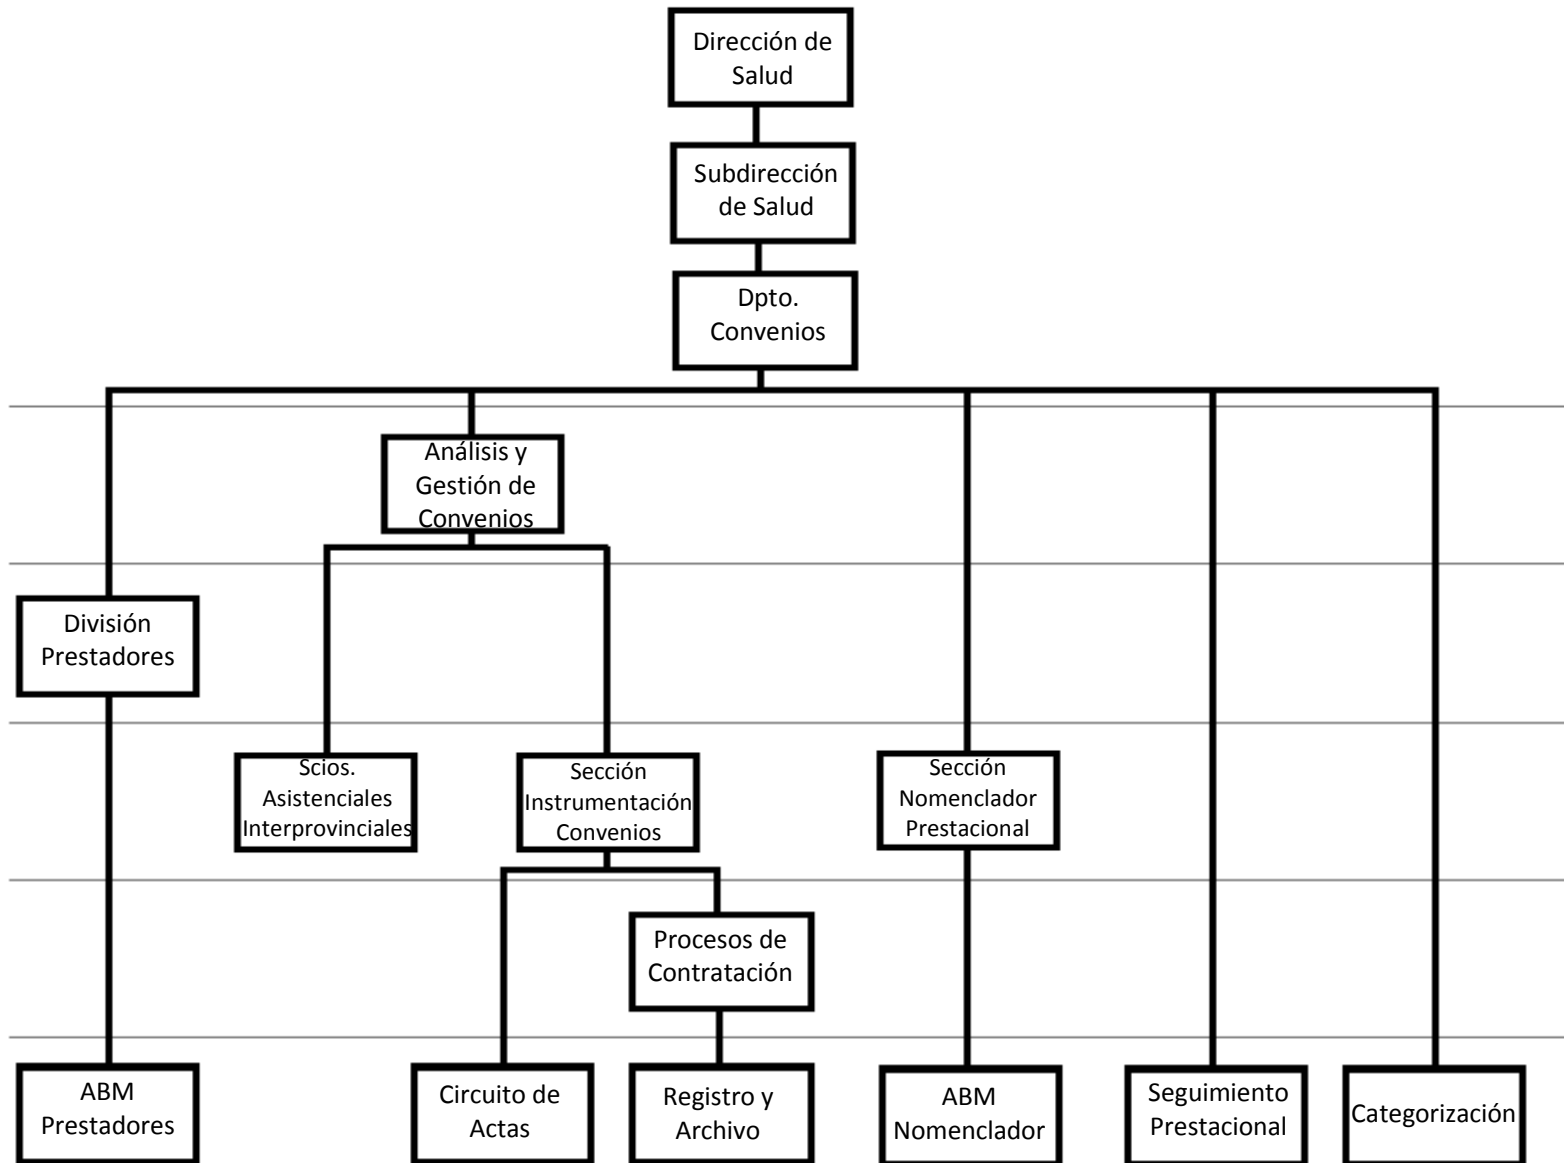 Dirección de
Salud
Subdirección
de Salud
Dpto.
Convenios
Análisis y
Gestión de
Convenios
División
Prestadores
Scios.
Asistenciales
Interprovinciales
Sección
Instrumentación
Convenios
Sección
Nomenclador
Prestacional
Procesos de
Contratación
ABM
Prestadores
Circuito de
Actas
Registro y
Archivo
ABM
Nomenclador
Seguimiento
Prestacional
Categorización